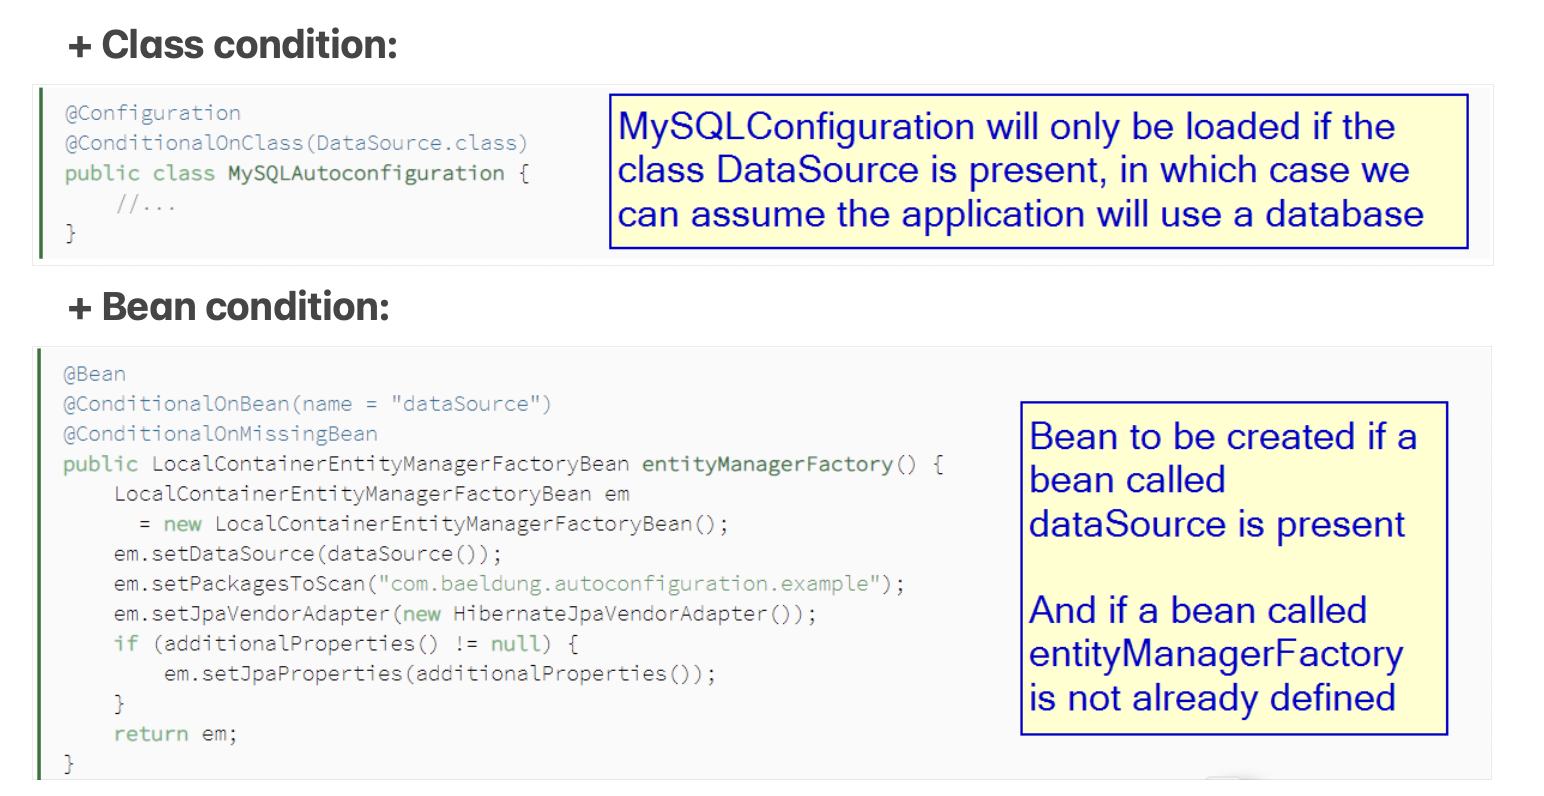 + Class condition:
@Configuration
@ConditionalOnClass(DataSource.class)
public class MySQLAutoconfiguration {
    //...
}
MySQLConfiguration will only be loaded if the
class DataSource is present, in which case we
can assume the application will use a database
+ Bean condition:
@Bean
@ConditionalOnBean(name = "dataSource")
@ConditionalOnMissingBean
public LocalContainerEntityManagerFactoryBean entityManagerFactory() {
    LocalContainerEntityManagerFactoryBean em
      = new LocalContainerEntityManagerFactoryBean();
    em.setDataSource(dataSource());
    em.setPackagesToScan("com.baeldung.autoconfiguration.example");
    em.setJpaVendorAdapter(new HibernateJpaVendorAdapter());
    if (additionalProperties() != null) {
        em.setJpaProperties(additionalProperties());
    }
    return em;
}
Bean to be created if a
bean called
dataSource is present
And if a bean called
entityManagerFactory
is not already defined